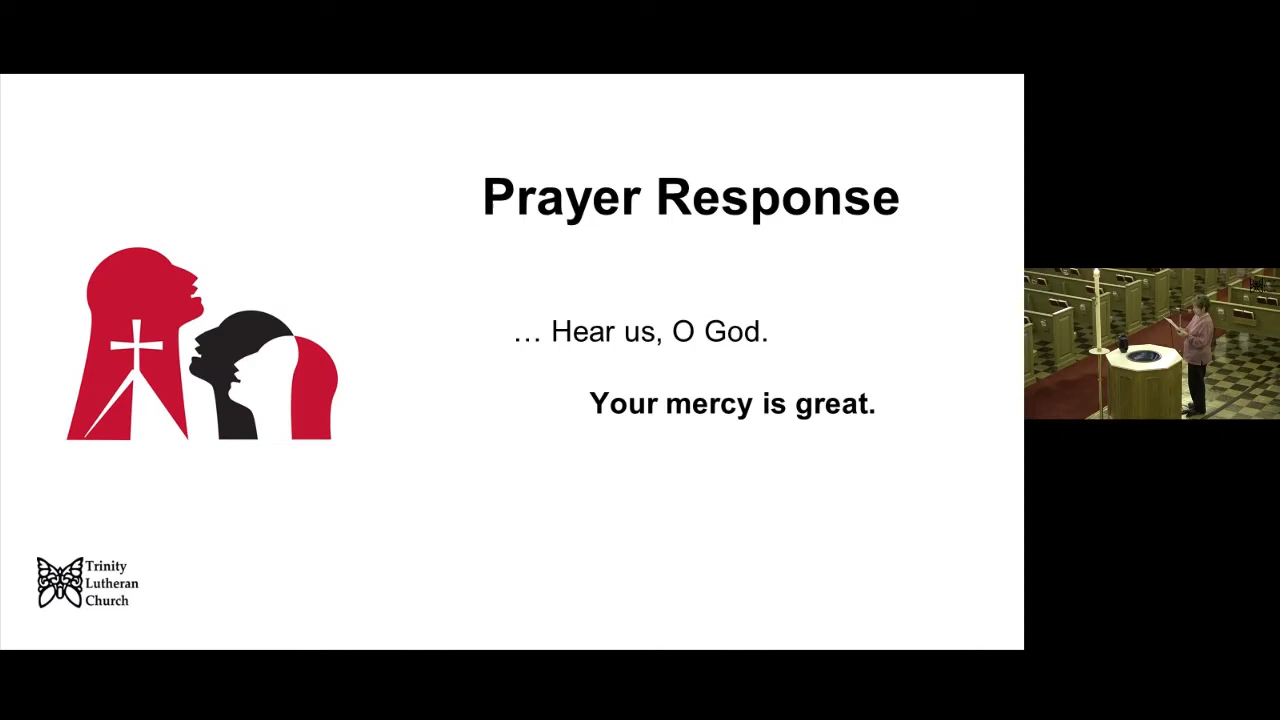 Prayer Response
… Hear us, O God.
Your mercy is great.
Trinity
Lutheran
Church